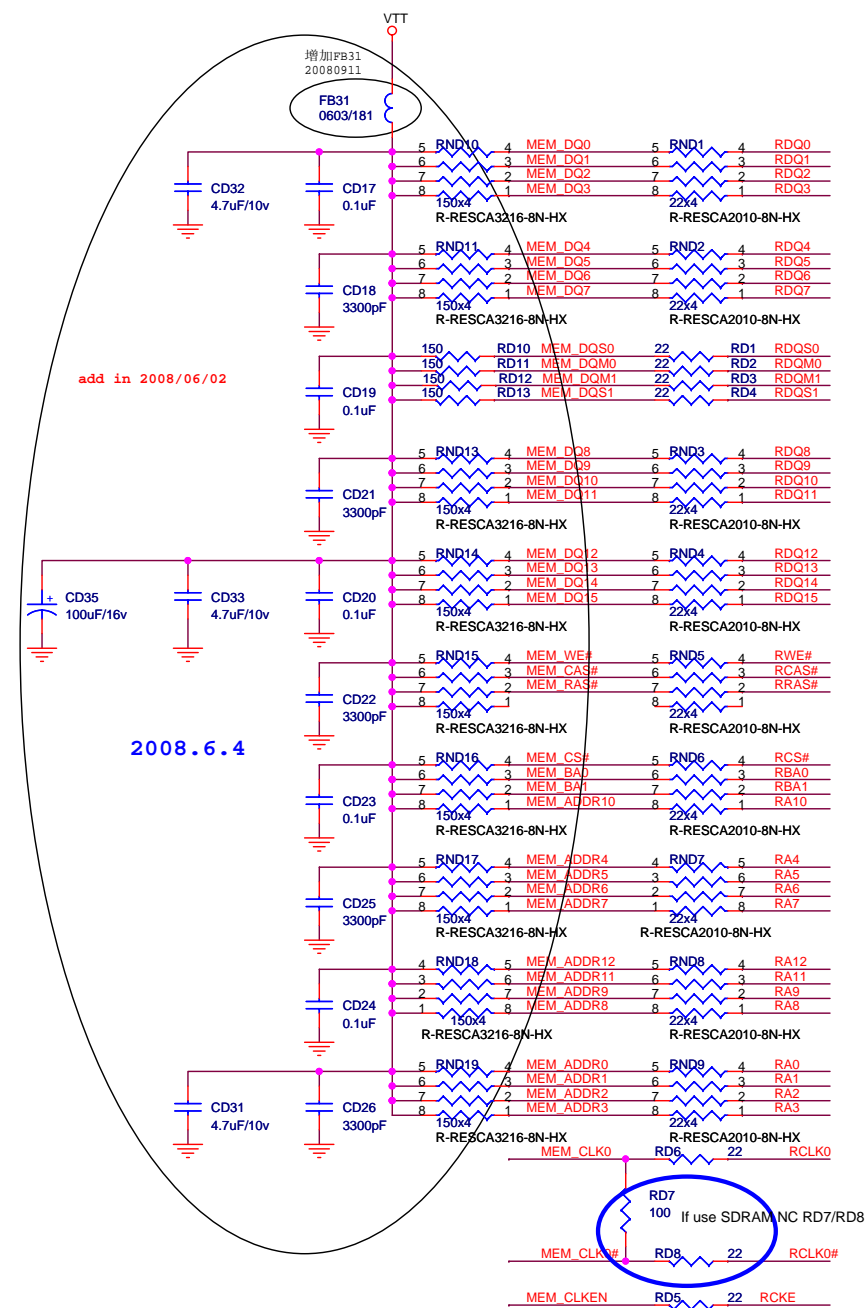 VTT
增加FB31
20080911
FB31
0603/181
5 RND10 4 MEM_DQ0 5 RND1 4 RDQ0
6 3 MEM_DQ1 6 3 RDQ1
7 2 MEM_DQ2 7 2 RDQ2
8 1 MEM_DQ3 8 1 RDQ3
CD32 CD17 150x4 22x4
4.7uF/10v 0.1uF R-RESCA3216-8N-HX R-RESCA2010-8N-HX
5 RND11 4 MEM_DQ4 5 RND2 4 RDQ4
6 3 MEM_DQ5 6 3 RDQ5
7 2 MEM_DQ6 7 2 RDQ6
8 1 MEM_DQ7 8 1 RDQ7
CD18 150x4 22x4
3300pF R-RESCA3216-8N-HX R-RESCA2010-8N-HX
150 RD10 MEM_DQS0 22 RD1 RDQS0
150 RD11 MEM_DQM0 22 RD2 RDQM0
add in 2008/06/02 150 RD12 MEM_DQM1 22 RD3 RDQM1
CD19 150 RD13 MEM_DQS1 22 RD4 RDQS1
0.1uF
5 RND13 4 MEM_DQ8 5 RND3 4 RDQ8
6 3 MEM_DQ9 6 3 RDQ9
7 2 MEM_DQ10 7 2 RDQ10
8 1 MEM_DQ11 8 1 RDQ11
CD21 150x4 22x4
3300pF R-RESCA3216-8N-HX R-RESCA2010-8N-HX
5 RND14 4 MEM_DQ12 5 RND4 4 RDQ12
6 3 MEM_DQ13 6 3 RDQ13
7 2 MEM_DQ14 7 2 RDQ14
8 1 MEM_DQ15 8 1 RDQ15
+ CD35 CD33 CD20 150x4 22x4
100uF/16v 4.7uF/10v 0.1uF R-RESCA3216-8N-HX R-RESCA2010-8N-HX
5 RND15 4 MEM_WE# 5 RND5 4 RWE#
6 3 MEM_CAS# 6 3 RCAS#
7 2 MEM_RAS# 7 2 RRAS#
8 1 8 1
CD22 150x4 22x4
3300pF R-RESCA3216-8N-HX R-RESCA2010-8N-HX
2008.6.4
5 RND16 4 MEM_CS# 5 RND6 4 RCS#
6 3 MEM_BA0 6 3 RBA0
7 2 MEM_BA1 7 2 RBA1
8 1 MEM_ADDR10 8 1 RA10
CD23 150x4 22x4
0.1uF R-RESCA3216-8N-HX R-RESCA2010-8N-HX
5 RND17 4 MEM_ADDR4 4 RND7 5 RA4
6 3 MEM_ADDR5 3 6 RA5
7 2 MEM_ADDR6 2 7 RA6
8 1 MEM_ADDR7 1 8 RA7
CD25 150x4 22x4
3300pF R-RESCA3216-8N-HX R-RESCA2010-8N-HX
4 RND18 5 MEM_ADDR12 5 RND8 4 RA12
3 6 MEM_ADDR11 6 3 RA11
2 7 MEM_ADDR9 7 2 RA9
1 8 MEM_ADDR8 8 1 RA8
CD24 150x4 22x4
0.1uF R-RESCA3216-8N-HX R-RESCA2010-8N-HX
5 RND19 4 MEM_ADDR0 5 RND9 4 RA0
6 3 MEM_ADDR1 6 3 RA1
7 2 MEM_ADDR2 7 2 RA2
8 1 MEM_ADDR3 8 1 RA3
CD31 CD26 150x4 22x4
4.7uF/10v 3300pF R-RESCA3216-8N-HX R-RESCA2010-8N-HX
MEM_CLK0 RD6 22 RCLK0
RD7
100 If use SDRAM NC RD7/RD8
MEM_CLK0# RD8 22 RCLK0#
MEM_CLKEN RD5 22 RCKE